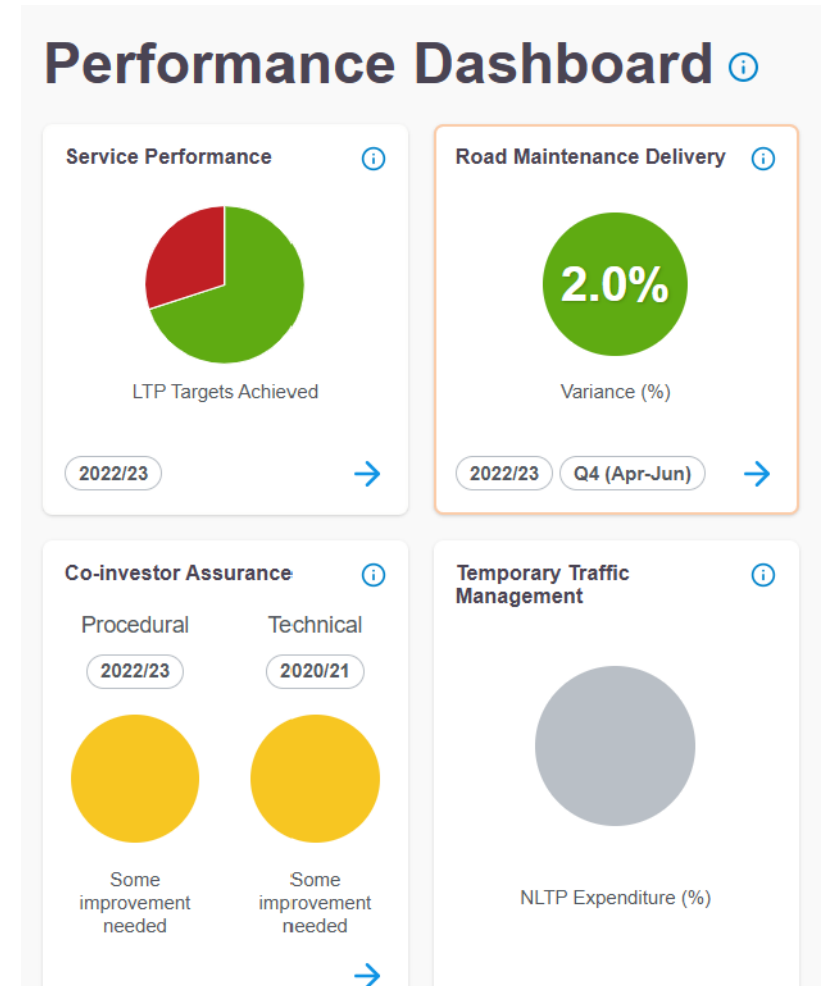 Performance Dashboard
Service Performance
LTP Targets Achieved
2022/23
Road Maintenance Delivery
2.0%
Variance (%)
2022/23
Q4 (Apr-Jun)
Co-investor Assurance
Procedural
Technical
2022/23
2020/21
Some
improvement
needed
Some
improvement
needed
Temporary Traffic
Management
NLTP Expenditure (%)